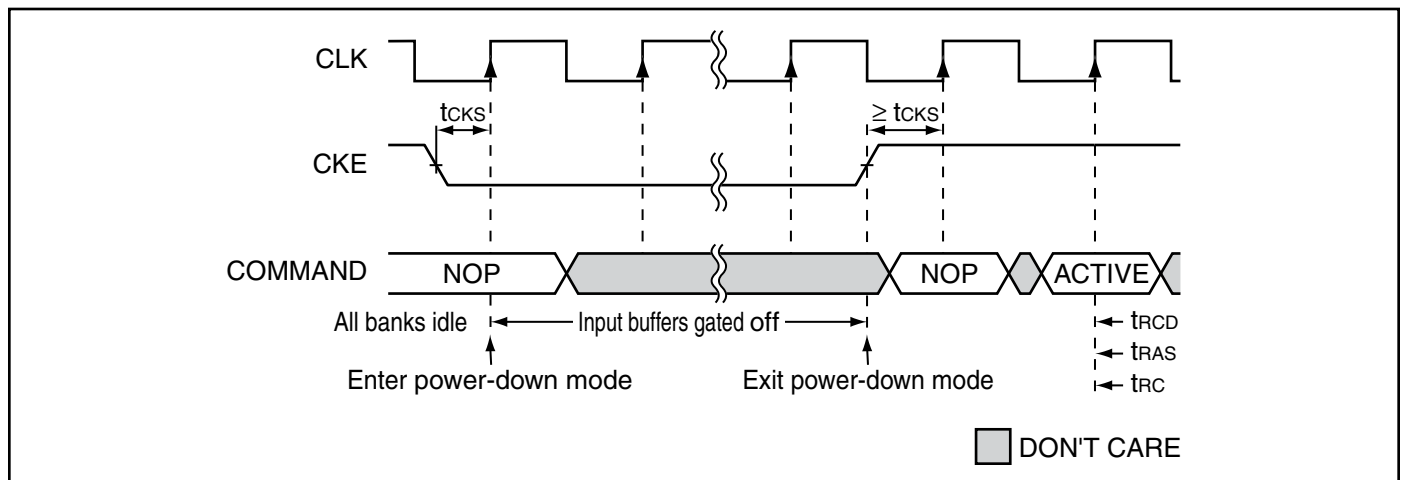 CLK
tCKS
≥ tCKS
CKE
COMMAND
NOP
NOP
ACTIVE
All banks idle
Input buffers gated off
tRCD
tRAS
tRC
Enter power-down mode
Exit power-down mode
DON'T CARE